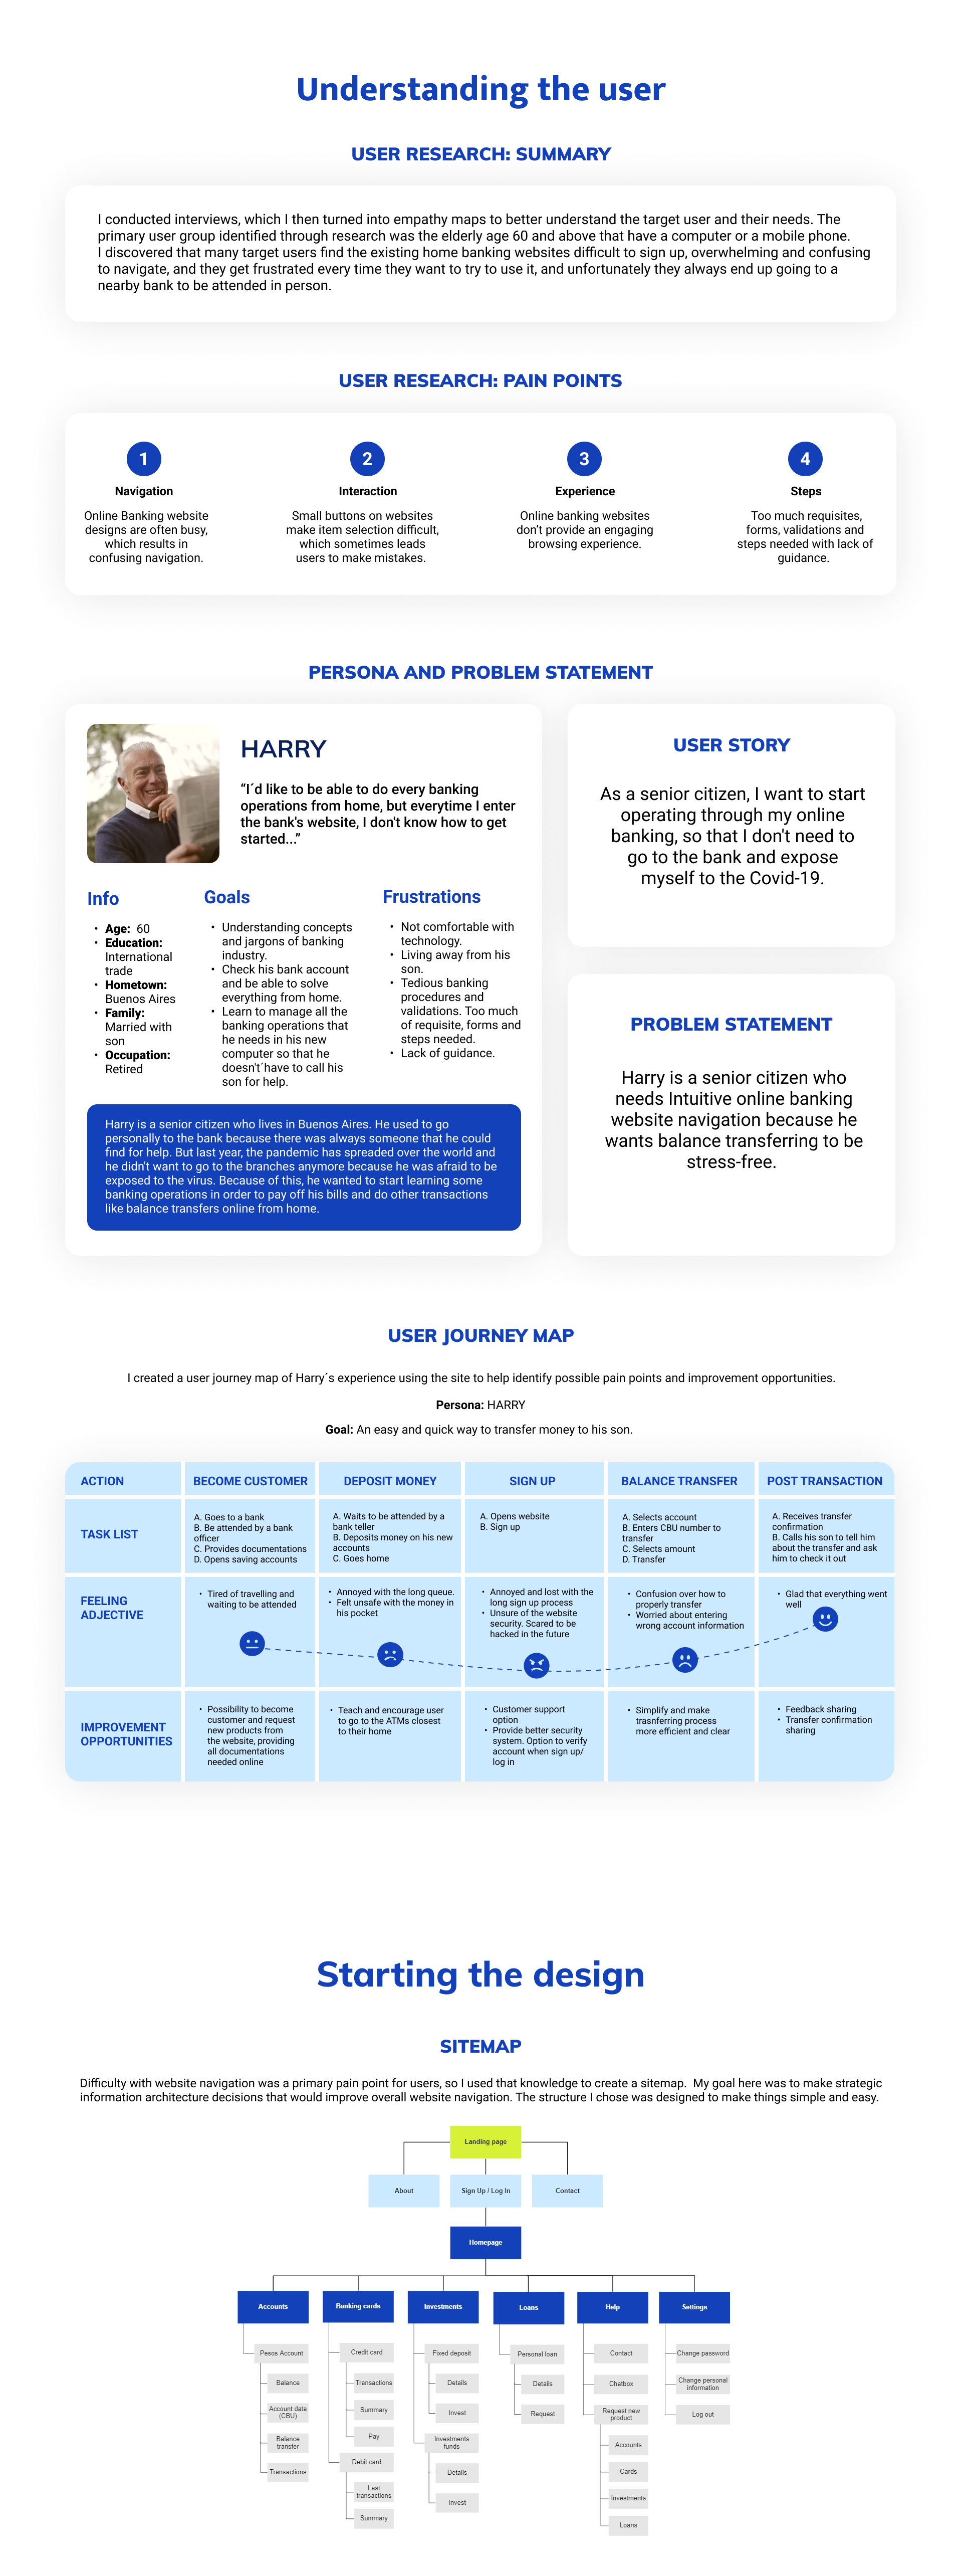 Understanding the user
USER RESEARCH: SUMMARY
I conducted interviews, which I then turned into empathy maps to better understand the target user and their needs. The
primary user group identified through research was the elderly age 60 and above that have a computer or a mobile phone.
I discovered that many target users find the existing home banking websites difficult to sign up, overwhelming and confusing
to navigate, and they get frustrated every time they want to try to use it, and unfortunately they always end up going to a
nearby bank to be attended in person.
USER RESEARCH: PAIN POINTS
1
Navigation
Online Banking website
designs are often busy,
which results in
confusing navigation.
2
Interaction
Small buttons on websites
make item selection difficult,
which sometimes leads
users to make mistakes.
3
Experience
Online banking websites
don't provide an engaging
browsing experience.
4
Steps
Too much requisites,
forms, validations and
steps needed with lack of
guidance.
PERSONA AND PROBLEM STATEMENT
HARRY
“I´d like to be able to do every banking
operations from home, but everytime I enter
the bank's website, I don't know how to get
started...”
Info
• Age: 60
• Education:
International
trade
• Hometown:
Buenos Aires
• Family:
Married with
son
• Occupation:
Retired
Goals
• Understanding concepts
and jargons of banking
industry.
• Check his bank account
and be able to solve
everything from home.
• Learn to manage all the
banking operations that
he needs in his new
computer so that he
doesn't´have to call his
son for help.
Frustrations
• Not comfortable with
technology.
• Living away from his
son.
• Tedious banking
procedures and
validations. Too much
of requisite, forms and
steps needed.
• Lack of guidance.
Harry is a senior citizen who lives in Buenos Aires. He used to go
personally to the bank because there was always someone that he could
find for help. But last year, the pandemic has spreaded over the world and
he didn't want to go to the branches anymore because he was afraid to be
exposed to the virus. Because of this, he wanted to start learning some
banking operations in order to pay off his bills and do other transactions
like balance transfers online from home.
USER STORY
As a senior citizen, I want to start
operating through my online
banking, so that I don't need to
go to the bank and expose
myself to the Covid-19.
PROBLEM STATEMENT
Harry is a senior citizen who
needs Intuitive online banking
website navigation because he
wants balance transferring to be
stress-free.
USER JOURNEY MAP
I created a user journey map of Harry´s experience using the site to help identify possible pain points and improvement opportunities.
Persona: HARRY
Goal: An easy and quick way to transfer money to his son.
ACTION
BECOME CUSTOMER
DEPOSIT MONEY
SIGN UP
BALANCE TRANSFER
POST TRANSACTION
TASK LIST
A. Goes to a bank
B. Be attended by a bank
officer
C. Provides documentations
D. Opens saving accounts
A. Waits to be attended by a
bank teller
B. Deposits money on his new
accounts
C. Goes home
A. Opens website
B. Sign up
A. Selects account
B. Enters CBU number to
transfer
C. Selects amount
D. Transfer
A. Receives transfer
confirmation
B. Calls his son to tell him
about the transfer and ask
him to check it out
FEELING
ADJECTIVE
• Tired of travelling and
waiting to be attended
• Annoyed with the long queue.
• Felt unsafe with the money in
his pocket
• Annoyed and lost with the
long sign up process
• Unsure of the website
security. Scared to be
hacked in the future
• Confusion over how to
properly transfer
• Worried about entering
wrong account information
• Glad that everything went
well
IMPROVEMENT
OPPORTUNITIES
• Possibility to become
customer and request
new products from
the website, providing
all documentations
needed online
• Teach and encourage user
to go to the ATMs closest
to their home
• Customer support
option
• Provide better security
system. Option to verify
account when sign up/
log in
• Simplify and make
trasnferring process
more efficient and clear
• Feedback sharing
• Transfer confirmation
sharing
Starting the design
SITEMAP
Difficulty with website navigation was a primary pain point for users, so I used that knowledge to create a sitemap. My goal here was to make strategic
information architecture decisions that would improve overall website navigation. The structure I chose was designed to make things simple and easy.
Landing page
About
Sign Up / Log In
Contact
Homepage
Accounts
Banking cards
Investments
Loans
Help
Settings
Pesos Account
Balance
Account data
(CBU)
Balance
transfer
Transactions
Credit card
Transactions
Summary
Pay
Debit card
Last
transactions
Summary
Fixed deposit
Details
Invest
Investments
funds
Details
Invest
Personal loan
Details
Request
Contact
Chatbox
Request new
product
Accounts
Cards
Investments
Loans
Change password
Change personal
information
Log out